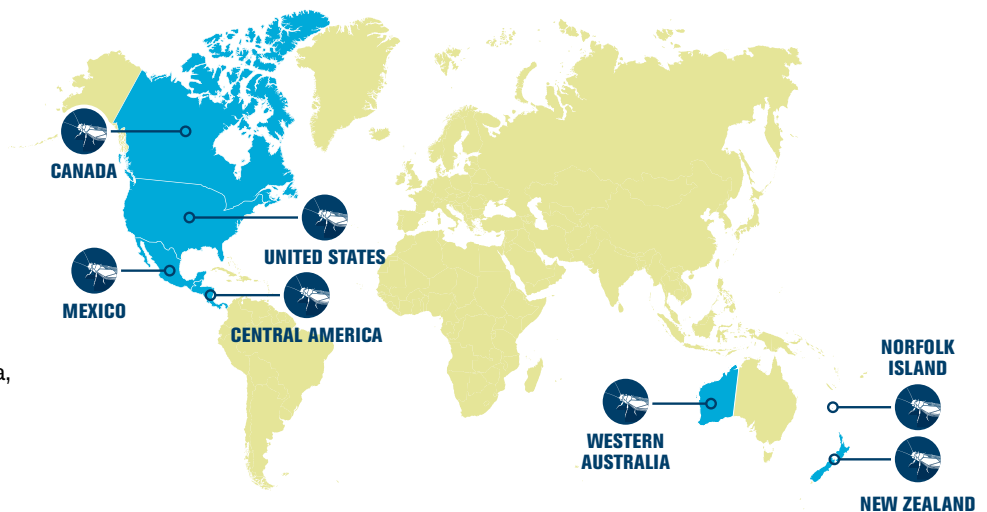 CANADA
UNITED STATES
MEXICO
CENTRAL AMERICA
a,
NORFOLK
ISLAND
WESTERN
AUSTRALIA
NEW ZEALAND